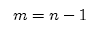 m = n − 1